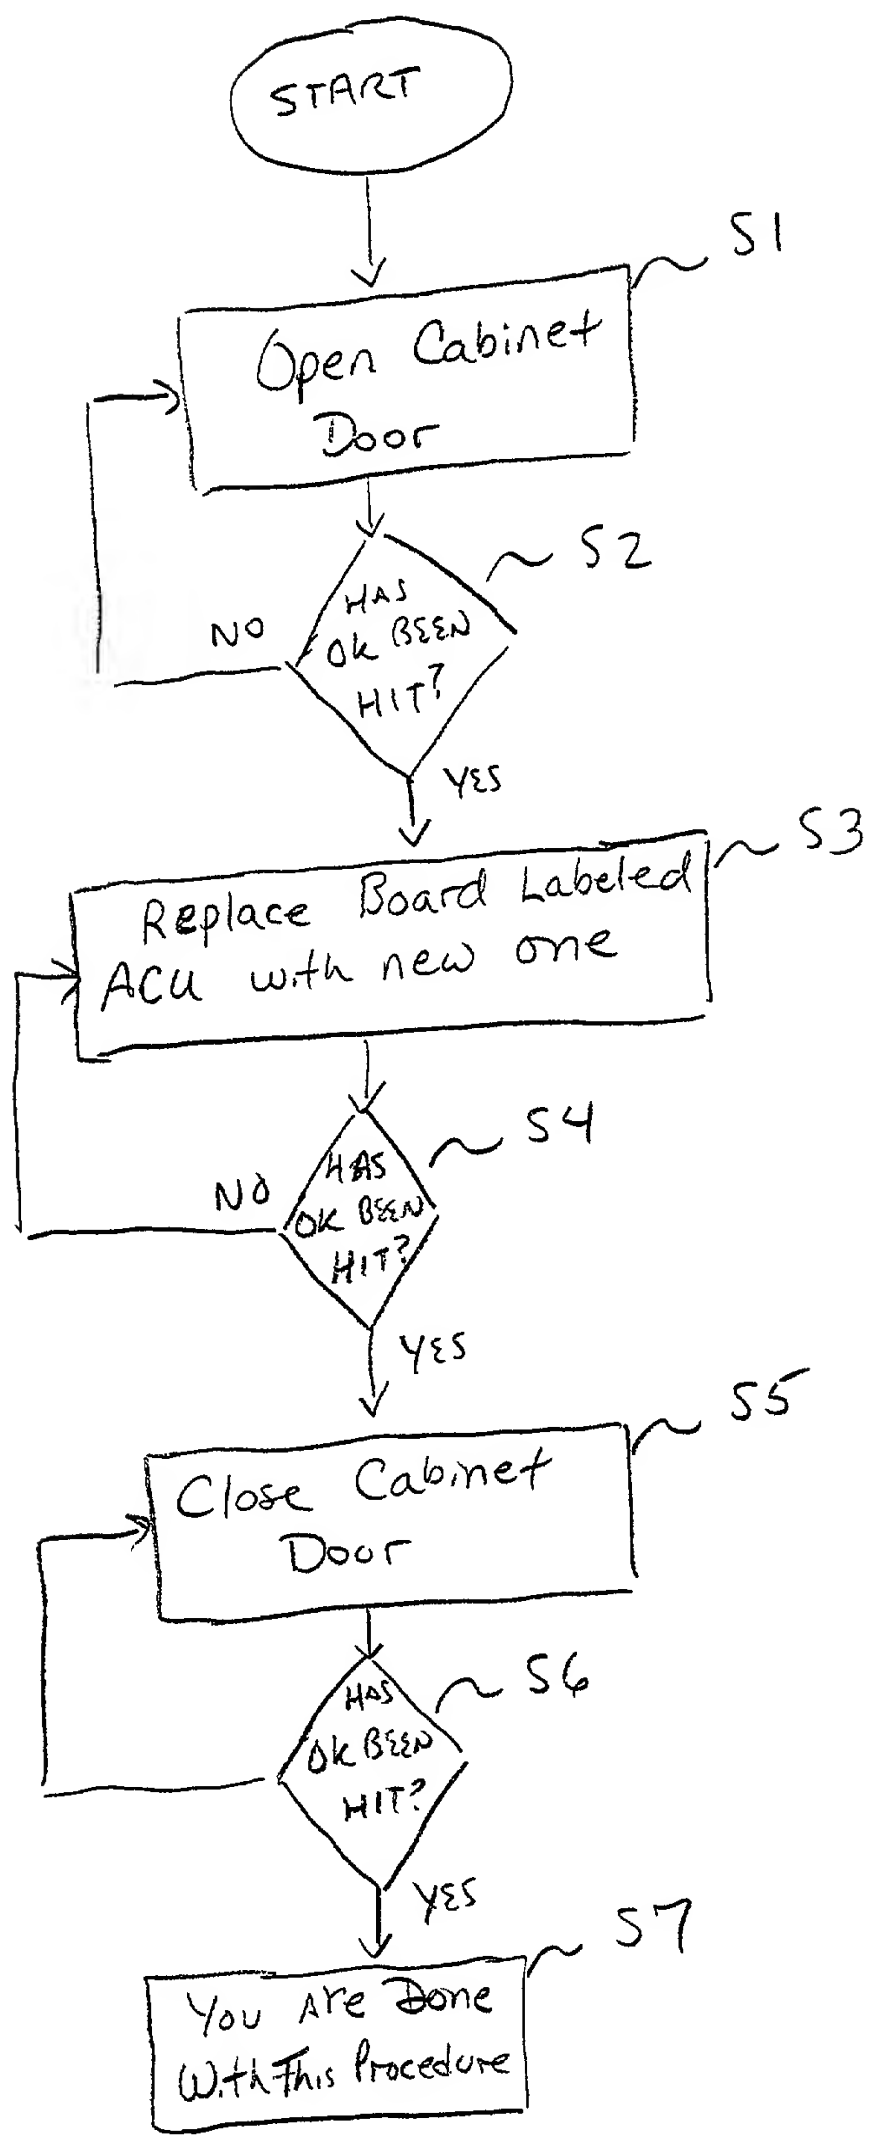 START
S1
Open Cabinet
Door
S2
HAS
OK BEEN
HIT?
NO
YES
S3
Replace Board Labeled
ACU with new one
S4
HAS
OK BEEN
HIT?
NO
YES
S5
Close Cabinet
Door
S6
HAS
OK BEEN
HIT?
YES
S7
You Are Done
With This Procedure